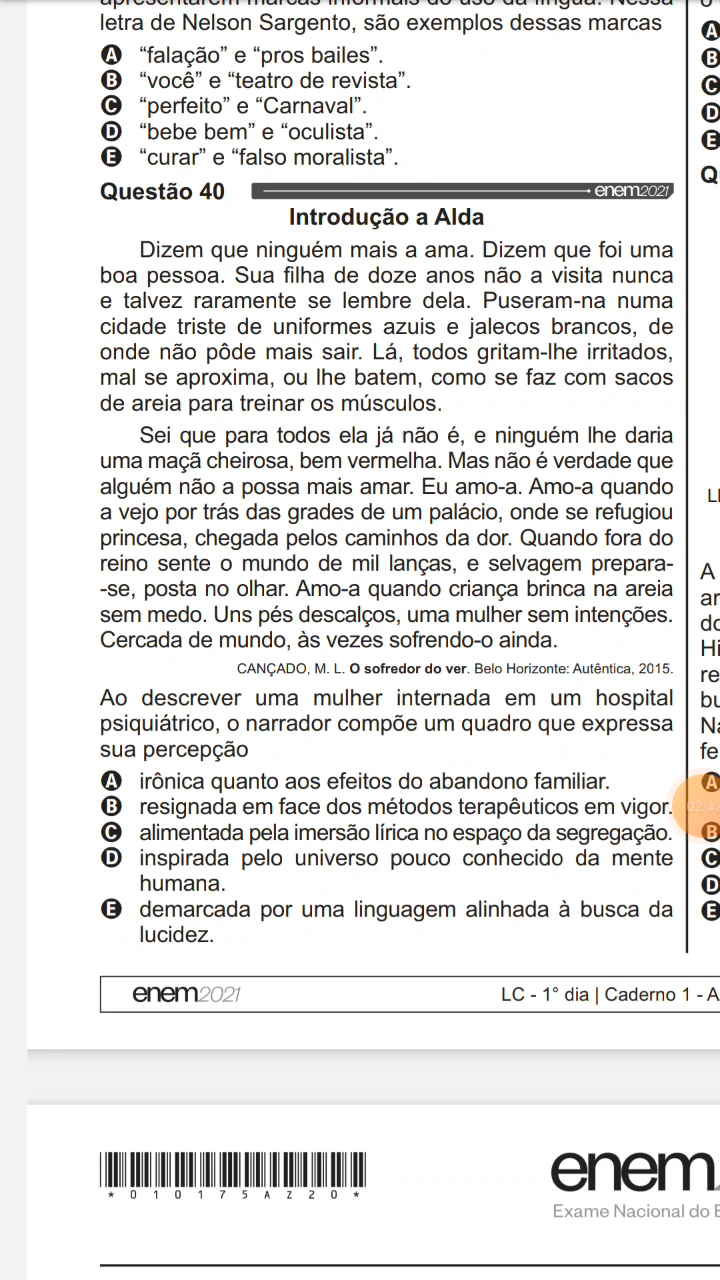 letra de Nelson Sargento, são exemplos dessas marcas
A “falação” e “pros bailes”.
B “você” e “teatro de revista”.
C “perfeito” e “Carnaval”.
D “bebe bem” e “oculista”.
E “curar” e “falso moralista”.
Questão 40 enem2021
Introdução a Alda
Dizem que ninguém mais a ama. Dizem que foi uma
boa pessoa. Sua filha de doze anos não a visita nunca
e talvez raramente se lembre dela. Puseram-na numa
cidade triste de uniformes azuis e jalecos brancos, de
onde não pôde mais sair. Lá, todos gritam-lhe irritados,
mal se aproxima, ou lhe batem, como se faz com sacos
de areia para treinar os músculos.
Sei que para todos ela já não é, e ninguém lhe daria
uma maçã cheirosa, bem vermelha. Mas não é verdade que
alguém não a possa mais amar. Eu amo-a. Amo-a quando
a vejo por trás das grades de um palácio, onde se refugiou
princesa, chegada pelos caminhos da dor. Quando fora do
reino sente o mundo de mil lanças, e selvagem prepara-
-se, posta no olhar. Amo-a quando criança brinca na areia
sem medo. Uns pés descalços, uma mulher sem intenções.
Cercada de mundo, às vezes sofrendo-o ainda.
CANÇADO, M. L. O sofredor do ver. Belo Horizonte: Autêntica, 2015.
Ao descrever uma mulher internada em um hospital
psiquiátrico, o narrador compõe um quadro que expressa
sua percepção
A irônica quanto aos efeitos do abandono familiar.
B resignada em face dos métodos terapêuticos em vigor.
C alimentada pela imersão lírica no espaço da segregação.
D inspirada pelo universo pouco conhecido da mente
humana.
E demarcada por uma linguagem alinhada à busca da
lucidez.
enem2021 LC - 1° dia | Caderno 1 - A
*010175AZ20*
enem
Exame Nacional do E
A
B
C
D
E
A
ar
do
Hi
re
bu
Na
fe
A
B
C
D
E